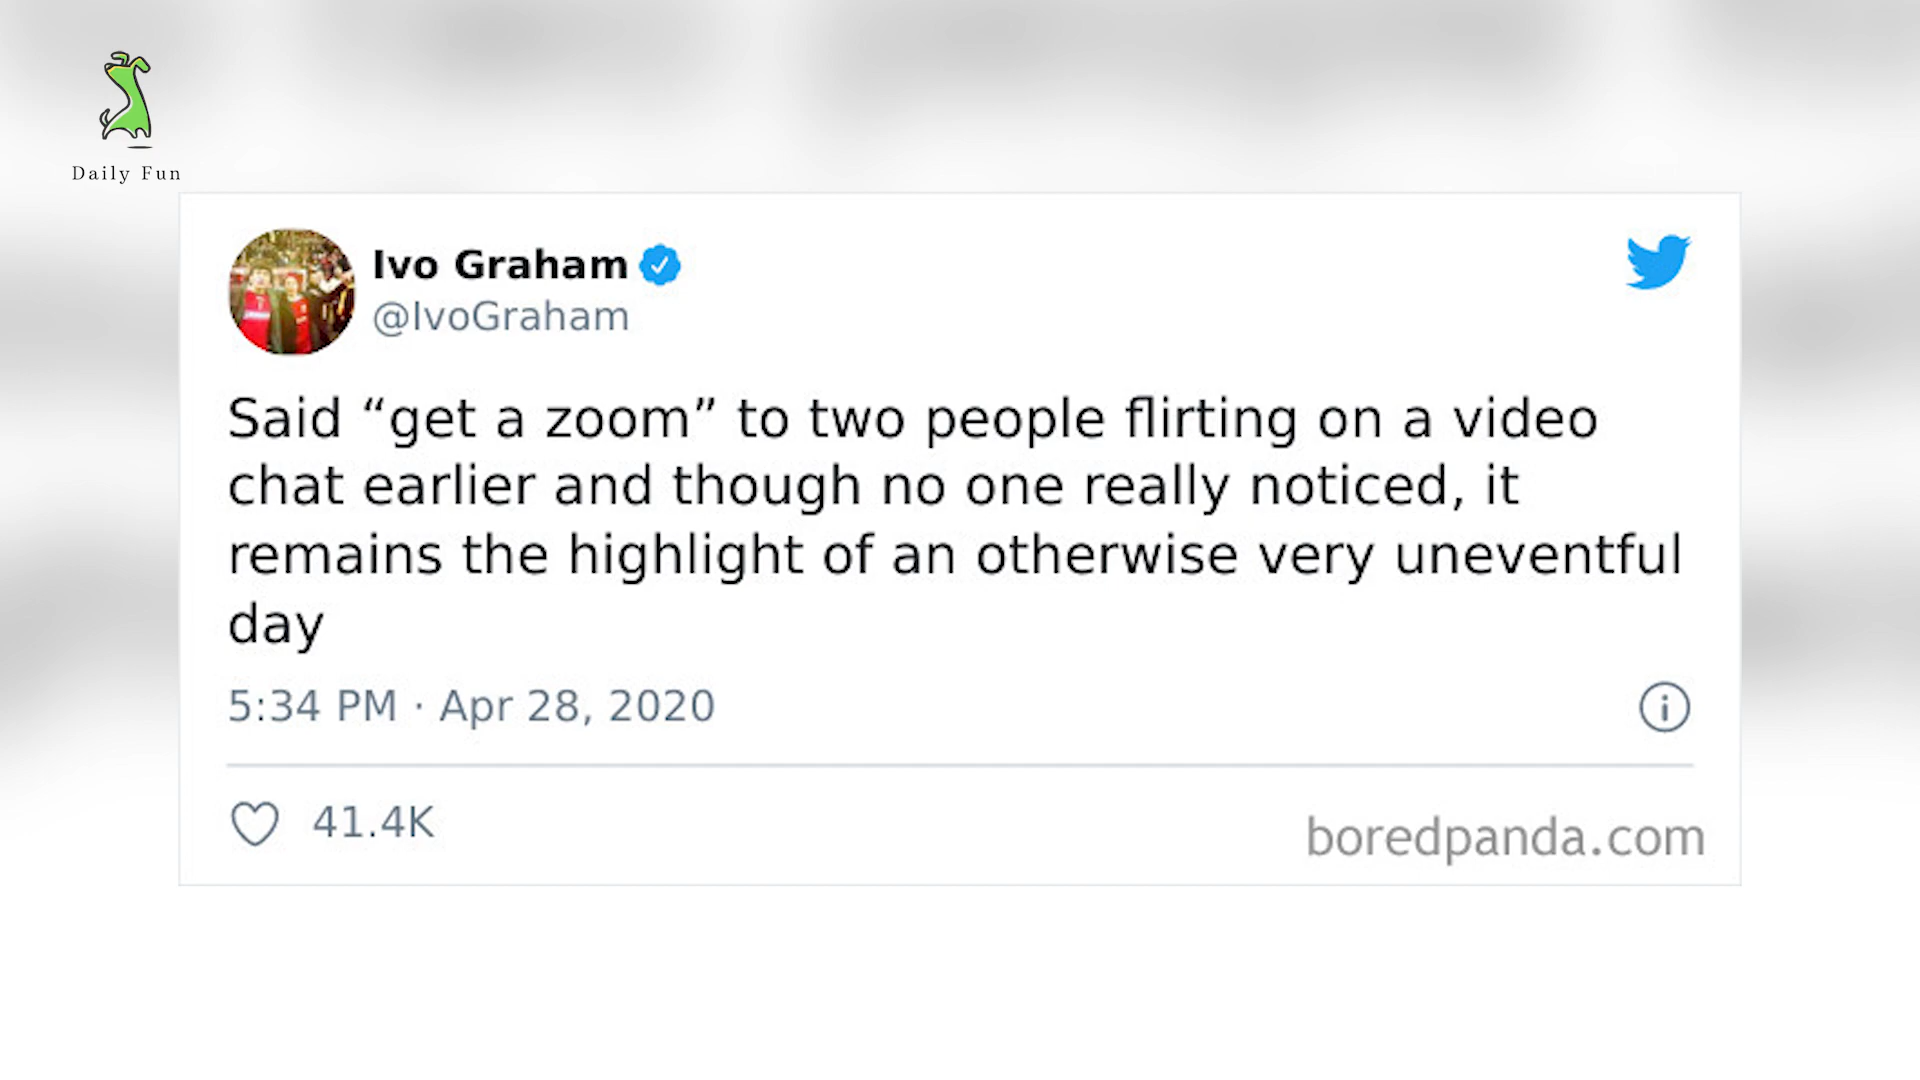 Daily Fun
Ivo Graham
@IvoGraham
Said “get a zoom” to two people flirting on a video
chat earlier and though no one really noticed, it
remains the highlight of an otherwise very uneventful
day
5:34 PM · Apr 28, 2020
41.4K
boredpanda.com